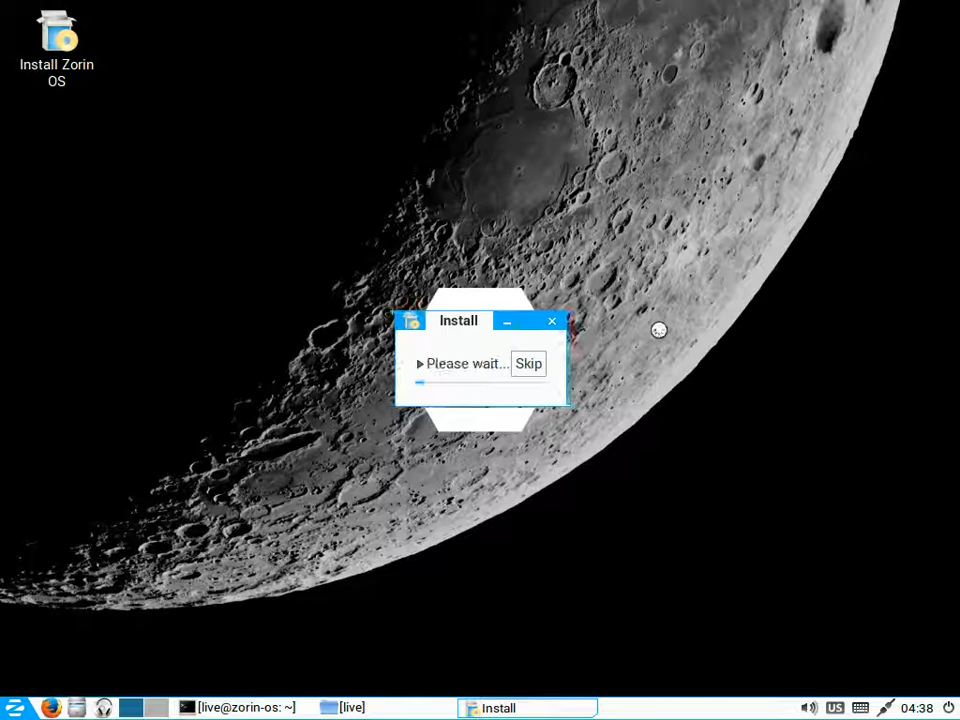 Install Zorin
OS
Install
Please wait... Skip
[live@zorin-os: ~]
[live]
Install
US
04:38